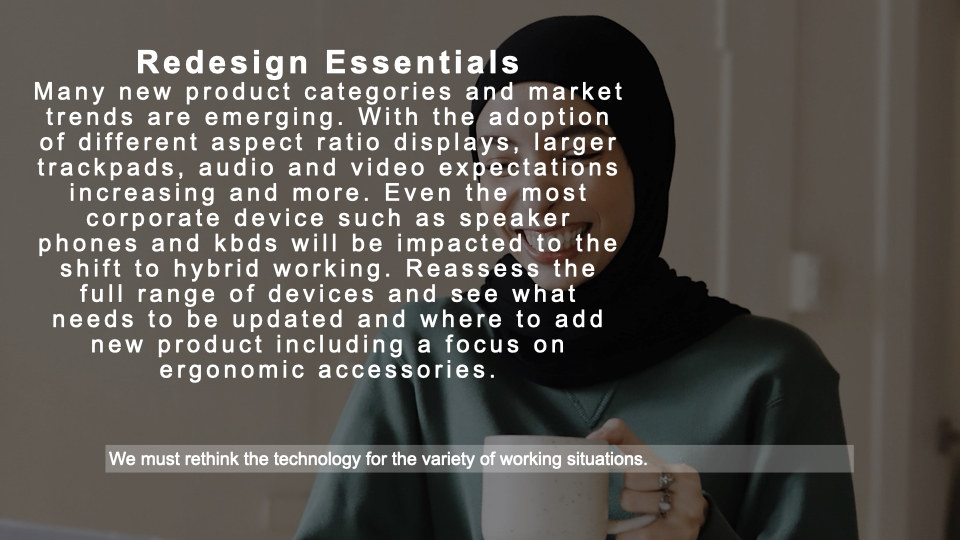 Redesign Essentials
Many new product categories and market
trends are emerging. With the adoption
of different aspect ratio displays, larger
trackpads, audio and video expectations
increasing and more. Even the most
corporate device such as speaker
phones and kbds will be impacted to the
shift to hybrid working. Reassess the
full range of devices and see what
needs to be updated and where to add
new product including a focus on
ergonomic accessories.
We must rethink the technology for the variety of working situations.